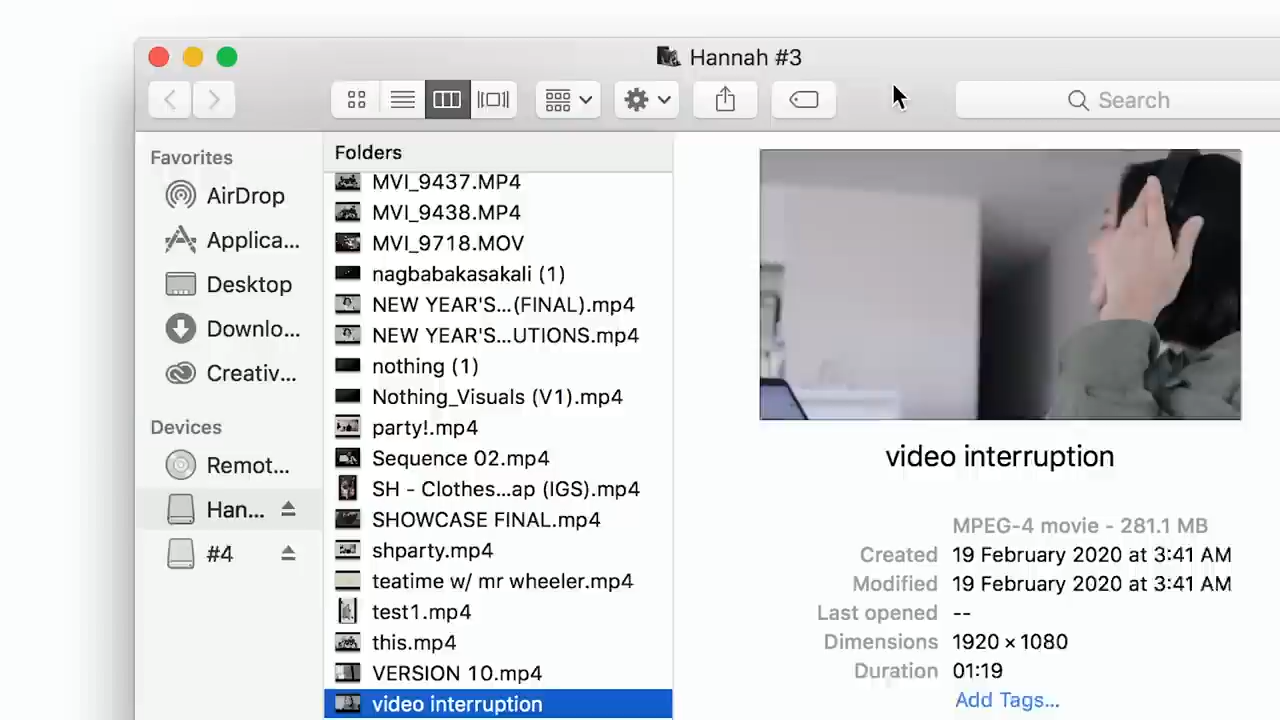 Hannah #3
Search
Favorites
AirDrop
Applica...
Desktop
Downlo...
Creativ...
Devices
Remot...
Han...
#4
Folders
MVI_9437.MP4
MVI_9438.MP4
MVI_9718.MOV
nagbabakasakali (1)
NEW YEAR'S...(FINAL).mp4
NEW YEAR'S...UTIONS.mp4
nothing (1)
Nothing_Visuals (V1).mp4
party!.mp4
Sequence 02.mp4
SH - Clothes...ap (IGS).mp4
SHOWCASE FINAL.mp4
shparty.mp4
teatime w/ mr wheeler.mp4
test1.mp4
this.mp4
VERSION 10.mp4
video interruption
video interruption
MPEG-4 movie - 281.1 MB
Created 19 February 2020 at 3:41 AM
Modified 19 February 2020 at 3:41 AM
Last opened --
Dimensions 1920 × 1080
Duration 01:19
Add Tags...